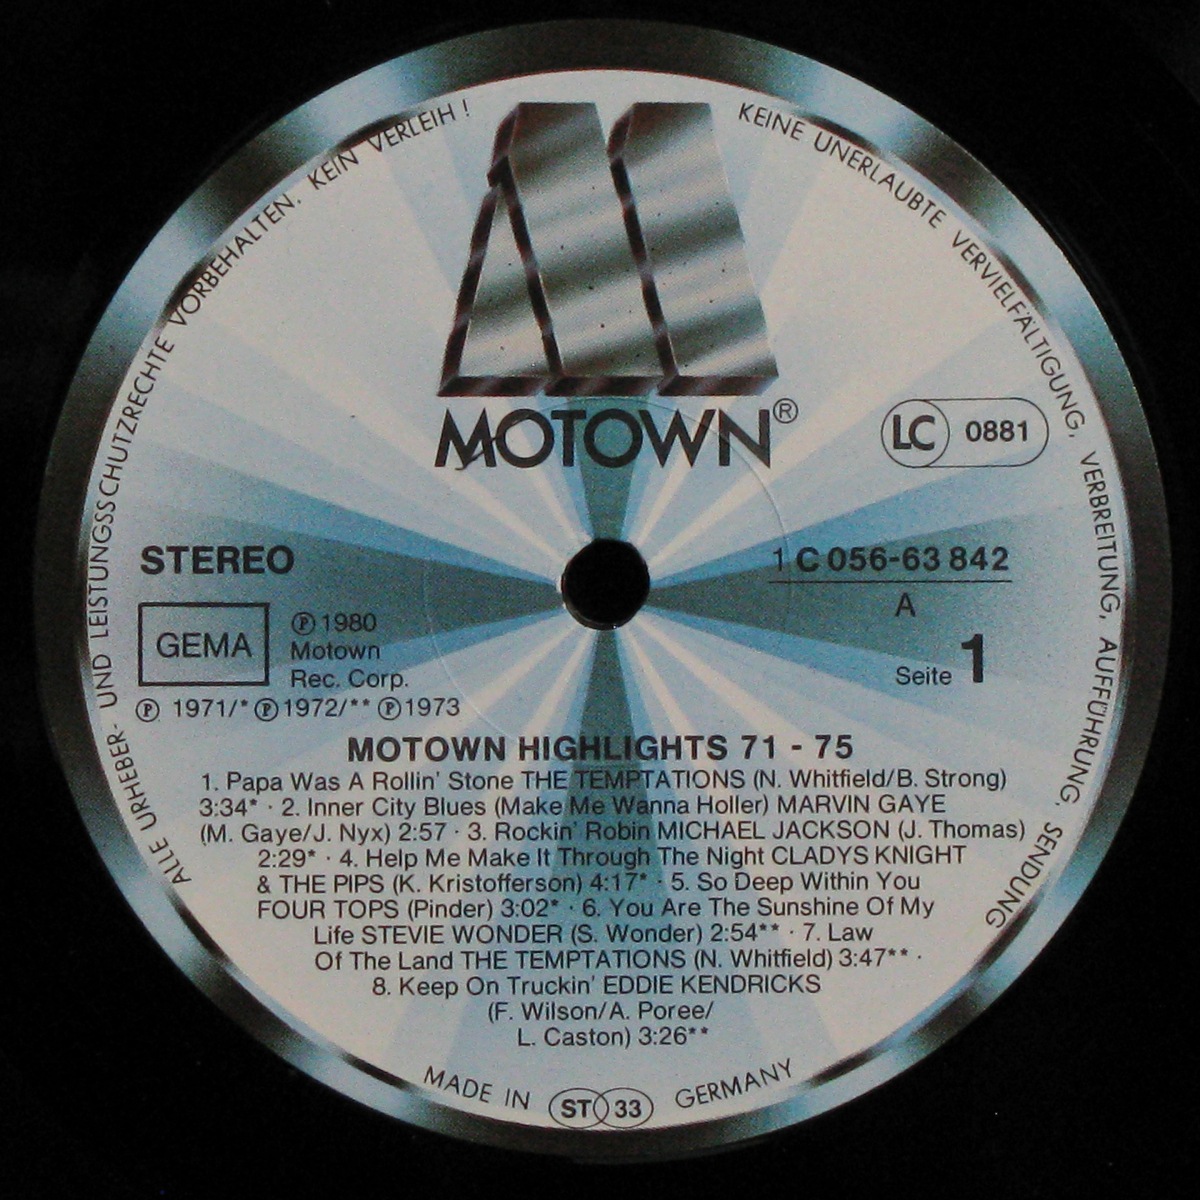 ALLE URHEBER- UND LEISTUNGSSCHUTZRECHTE VORBEHALTEN. KEIN VERLEIH !
KEINE UNERLAUBTE VERVIELFÄLTIGUNG, VERBREITUNG, AUFFÜHRUNG, SENDUNG
MOTOWN®
LC 0881
STEREO
1 C 056-63 842
A
Seite 1
GEMA
Ⓟ 1980
Motown
Rec. Corp.
Ⓟ 1971/* Ⓟ 1972/** Ⓟ 1973
MOTOWN HIGHLIGHTS 71 - 75
1. Papa Was A Rollin' Stone THE TEMPTATIONS (N. Whitfield/B. Strong)
3:34* · 2. Inner City Blues (Make Me Wanna Holler) MARVIN GAYE
(M. Gaye/J. Nyx) 2:57 · 3. Rockin' Robin MICHAEL JACKSON (J. Thomas)
2:29* · 4. Help Me Make It Through The Night CLADYS KNIGHT
& THE PIPS (K. Kristofferson) 4:17* · 5. So Deep Within You
FOUR TOPS (Pinder) 3:02* · 6. You Are The Sunshine Of My
Life STEVIE WONDER (S. Wonder) 2:54** · 7. Law
Of The Land THE TEMPTATIONS (N. Whitfield) 3:47** ·
8. Keep On Truckin' EDDIE KENDRICKS
(F. Wilson/A. Poree/
L. Caston) 3:26**
MADE IN ST 33 GERMANY